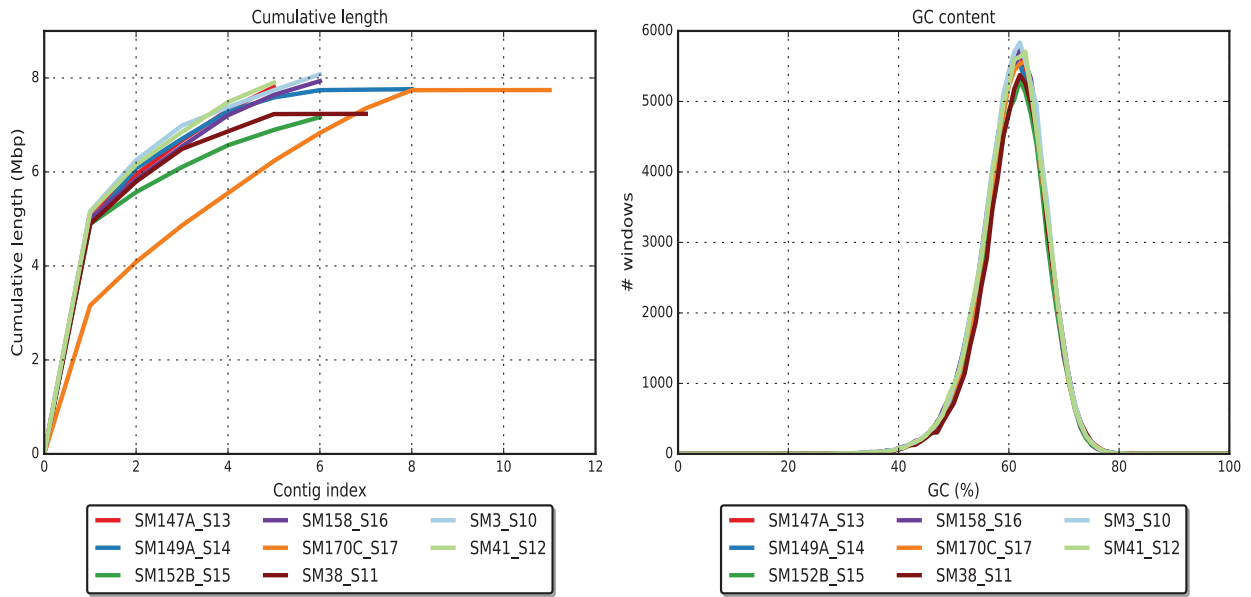 Cumulative length
Cumulative length (Mbp)
8
6
4
2
0
0 2 4 6 8 10 12
Contig index
SM147A_S13 SM158_S16 SM3_S10
SM149A_S14 SM170C_S17 SM41_S12
SM152B_S15 SM38_S11
GC content
# windows
6000
5000
4000
3000
2000
1000
0
0 20 40 60 80 100
GC (%)
SM147A_S13 SM158_S16 SM3_S10
SM149A_S14 SM170C_S17 SM41_S12
SM152B_S15 SM38_S11